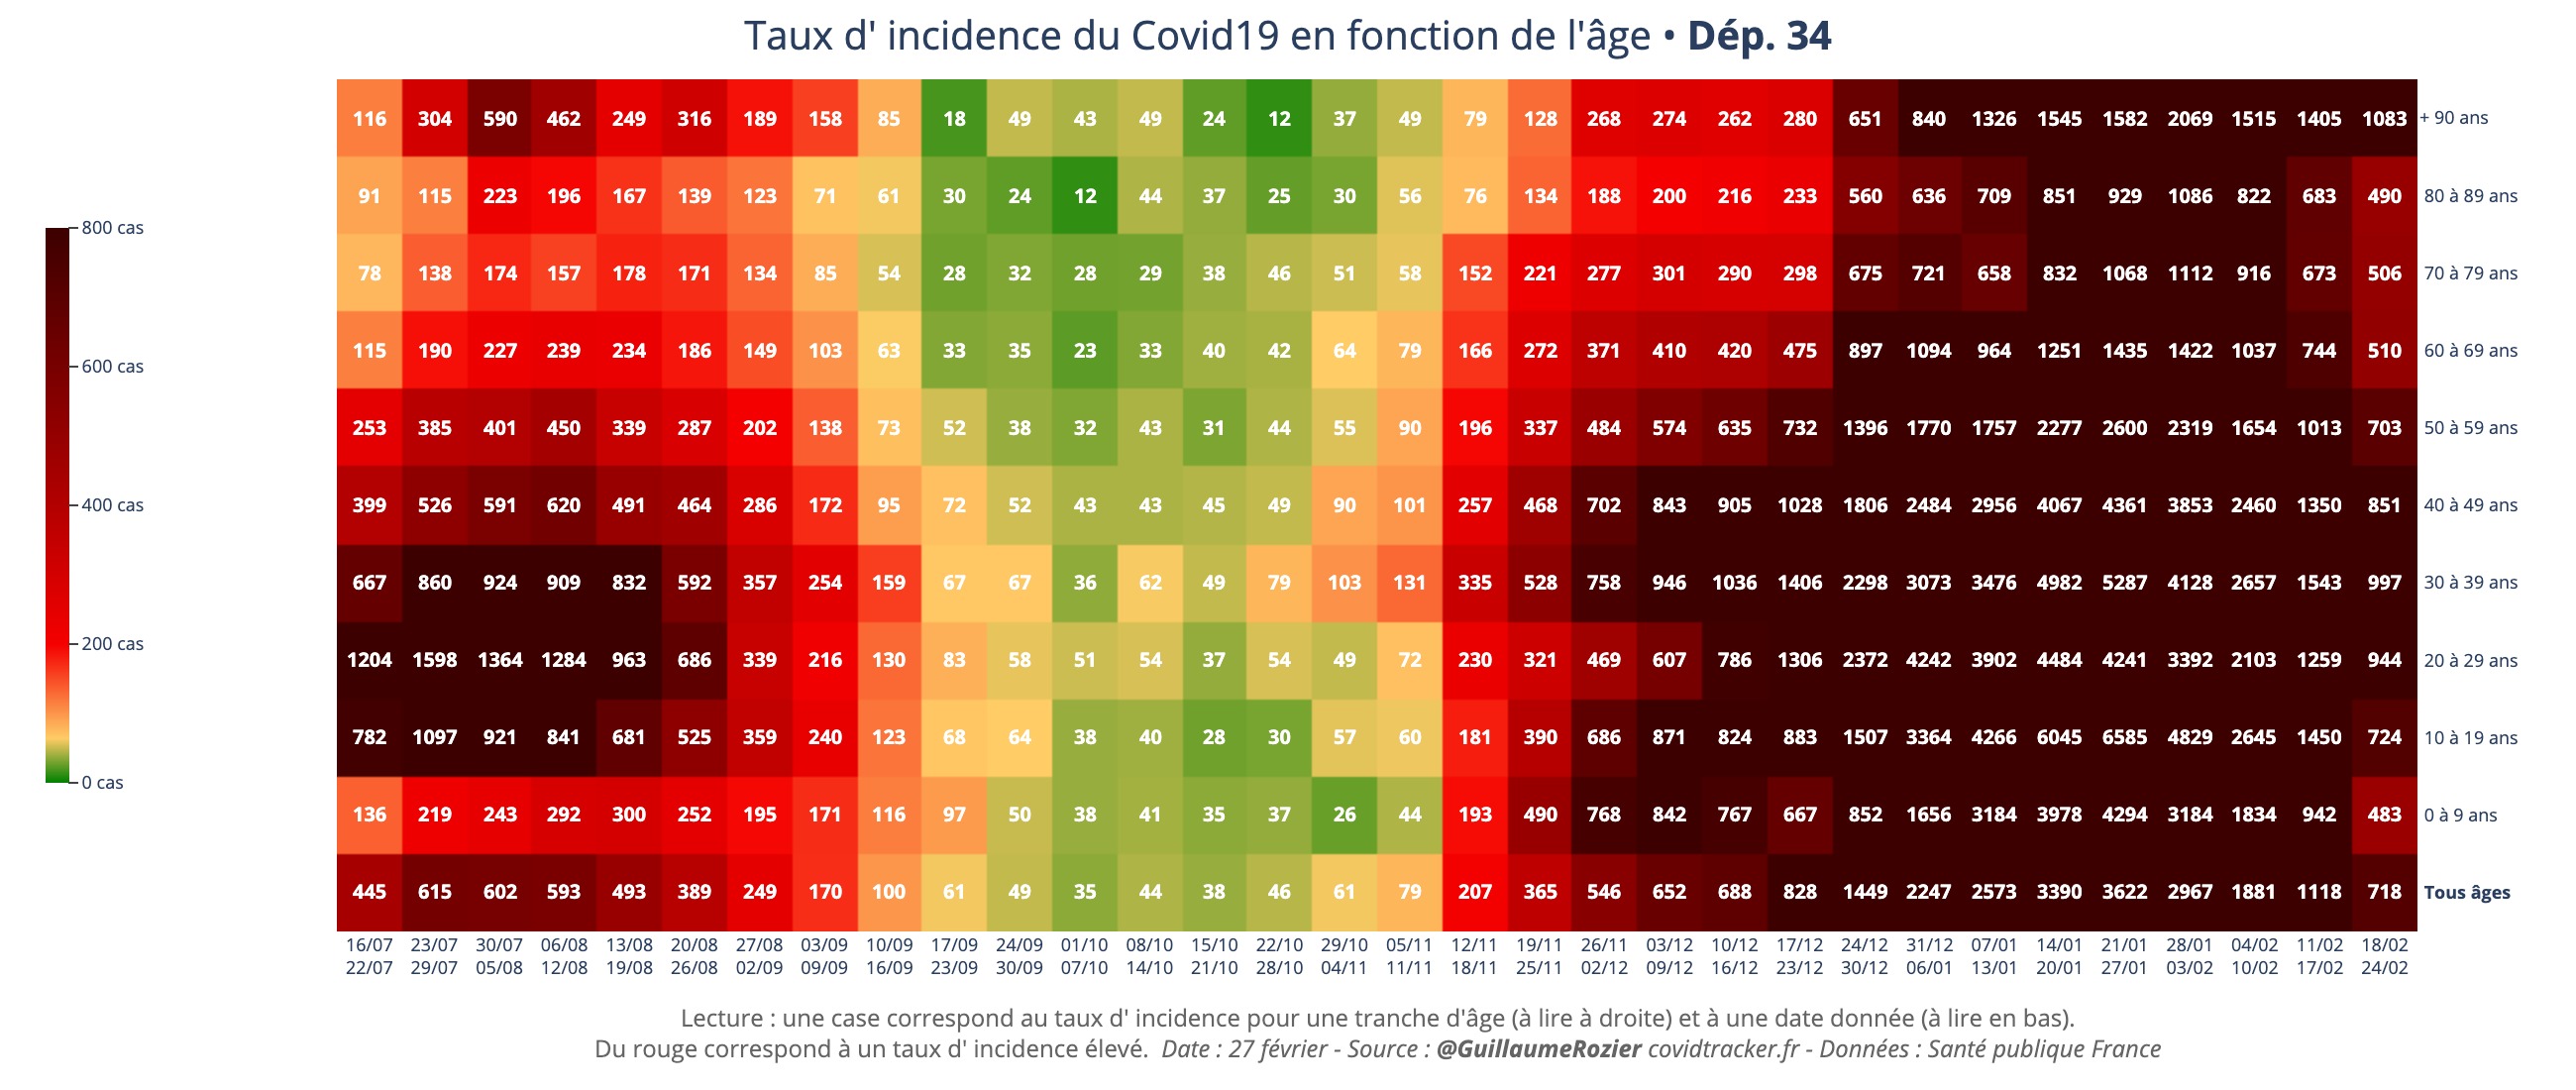 Taux d' incidence du Covid19 en fonction de l'âge • Dép. 34
800 cas
600 cas
400 cas
200 cas
0 cas
116 304 590 462 249 316 189 158 85 18 49 43 49 24 12 37 49 79 128 268 274 262 280 651 840 1326 1545 1582 2069 1515 1405 1083 + 90 ans
91 115 223 196 167 139 123 71 61 30 24 12 44 37 25 30 56 76 134 188 200 216 233 560 636 709 851 929 1086 822 683 490 80 à 89 ans
78 138 174 157 178 171 134 85 54 28 32 28 29 38 46 51 58 152 221 277 301 290 298 675 721 658 832 1068 1112 916 673 506 70 à 79 ans
115 190 227 239 234 186 149 103 63 33 35 23 33 40 42 64 79 166 272 371 410 420 475 897 1094 964 1251 1435 1422 1037 744 510 60 à 69 ans
253 385 401 450 339 287 202 138 73 52 38 32 43 31 44 55 90 196 337 484 574 635 732 1396 1770 1757 2277 2600 2319 1654 1013 703 50 à 59 ans
399 526 591 620 491 464 286 172 95 72 52 43 43 45 49 90 101 257 468 702 843 905 1028 1806 2484 2956 4067 4361 3853 2460 1350 851 40 à 49 ans
667 860 924 909 832 592 357 254 159 67 67 36 62 49 79 103 131 335 528 758 946 1036 1406 2298 3073 3476 4982 5287 4128 2657 1543 997 30 à 39 ans
1204 1598 1364 1284 963 686 339 216 130 83 58 51 54 37 54 49 72 230 321 469 607 786 1306 2372 4242 3902 4484 4241 3392 2103 1259 944 20 à 29 ans
782 1097 921 841 681 525 359 240 123 68 64 38 40 28 30 57 60 181 390 686 871 824 883 1507 3364 4266 6045 6585 4829 2645 1450 724 10 à 19 ans
136 219 243 292 300 252 195 171 116 97 50 38 41 35 37 26 44 193 490 768 842 767 667 852 1656 3184 3978 4294 3184 1834 942 483 0 à 9 ans
445 615 602 593 493 389 249 170 100 61 49 35 44 38 46 61 79 207 365 546 652 688 828 1449 2247 2573 3390 3622 2967 1881 1118 718 Tous âges
16/07 23/07 30/07 06/08 13/08 20/08 27/08 03/09 10/09 17/09 24/09 01/10 08/10 15/10 22/10 29/10 05/11 12/11 19/11 26/11 03/12 10/12 17/12 24/12 31/12 07/01 14/01 21/01 28/01 04/02 11/02 18/02
22/07 29/07 05/08 12/08 19/08 26/08 02/09 09/09 16/09 23/09 30/09 07/10 14/10 21/10 28/10 04/11 11/11 18/11 25/11 02/12 09/12 16/12 23/12 30/12 06/01 13/01 20/01 27/01 03/02 10/02 17/02 24/02
Lecture : une case correspond au taux d' incidence pour une tranche d'âge (à lire à droite) et à une date donnée (à lire en bas).
Du rouge correspond à un taux d' incidence élevé. Date : 27 février - Source : @GuillaumeRozier covidtracker.fr - Données : Santé publique France